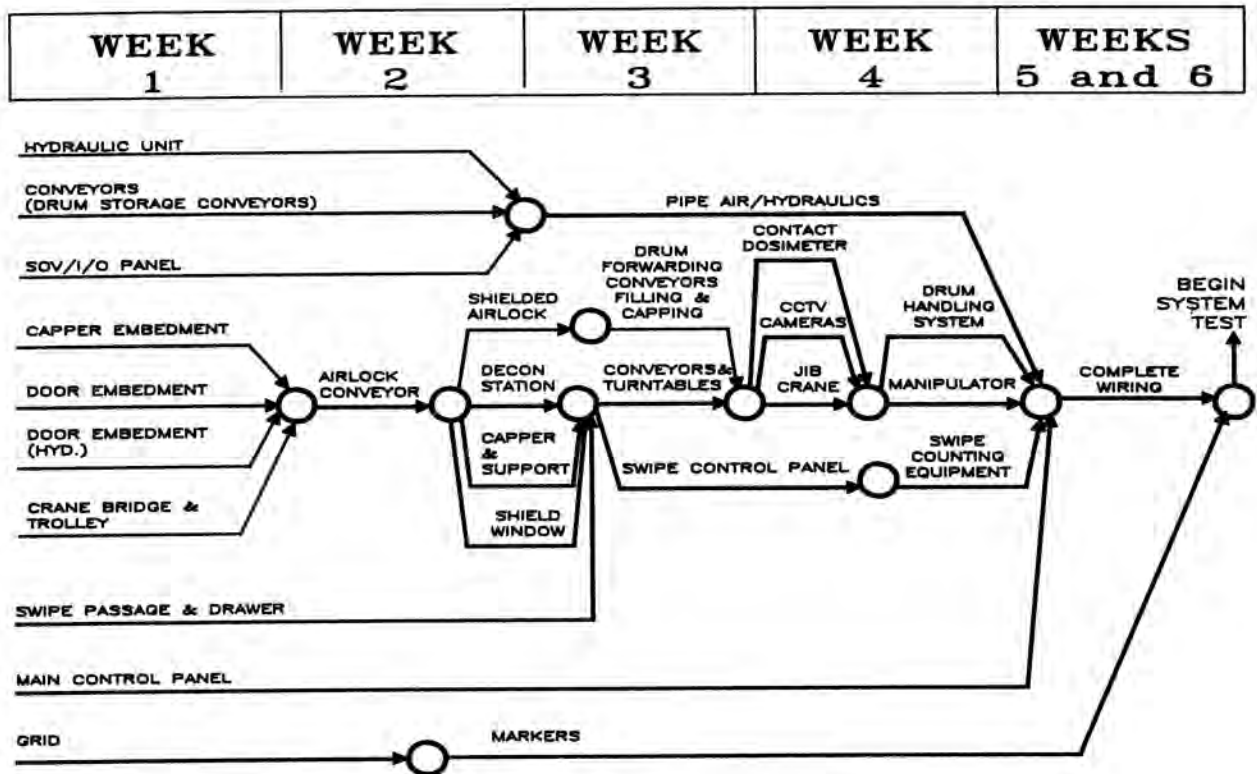 WEEK 1
WEEK 2
WEEK 3
WEEK 4
WEEKS 5 and 6
HYDRAULIC UNIT
CONVEYORS
(DRUM STORAGE CONVEYORS)
PIPE AIR/HYDRAULICS
SOV/I/O PANEL
CONTACT
DOSIMETER
DRUM
FORWARDING
CONVEYORS
FILLING &
CAPPING
SHIELDED
AIRLOCK
CCTV
CAMERAS
DRUM
HANDLING
SYSTEM
BEGIN
SYSTEM
TEST
CAPPER EMBEDMENT
DOOR EMBEDMENT
AIRLOCK
CONVEYOR
DECON
STATION
CONVEYORS&
TURNTABLES
JIB
CRANE
MANIPULATOR
COMPLETE
WIRING
DOOR EMBEDMENT
(HYD.)
CAPPER
&
SUPPORT
SWIPE CONTROL PANEL
SWIPE
COUNTING
EQUIPMENT
CRANE BRIDGE &
TROLLEY
SHIELD
WINDOW
SWIPE PASSAGE & DRAWER
MAIN CONTROL PANEL
GRID
MARKERS